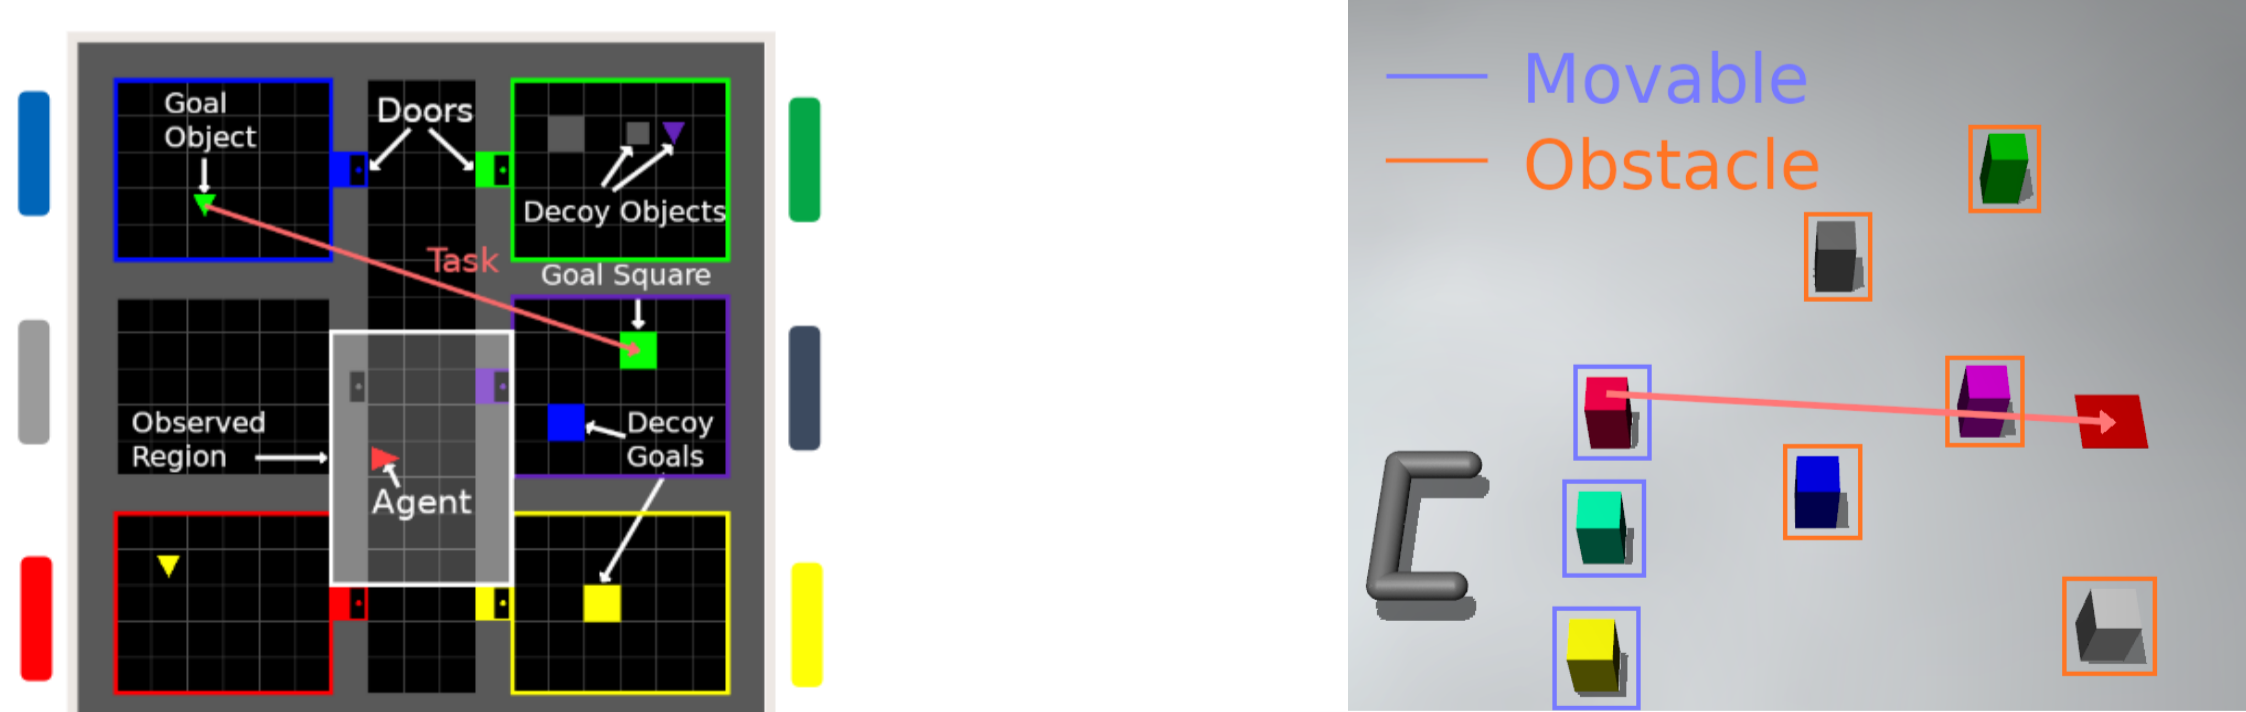 Goal
Object
Doors
Decoy Objects
Task
Goal Square
Observed
Region
Agent
Decoy
Goals
Movable
Obstacle